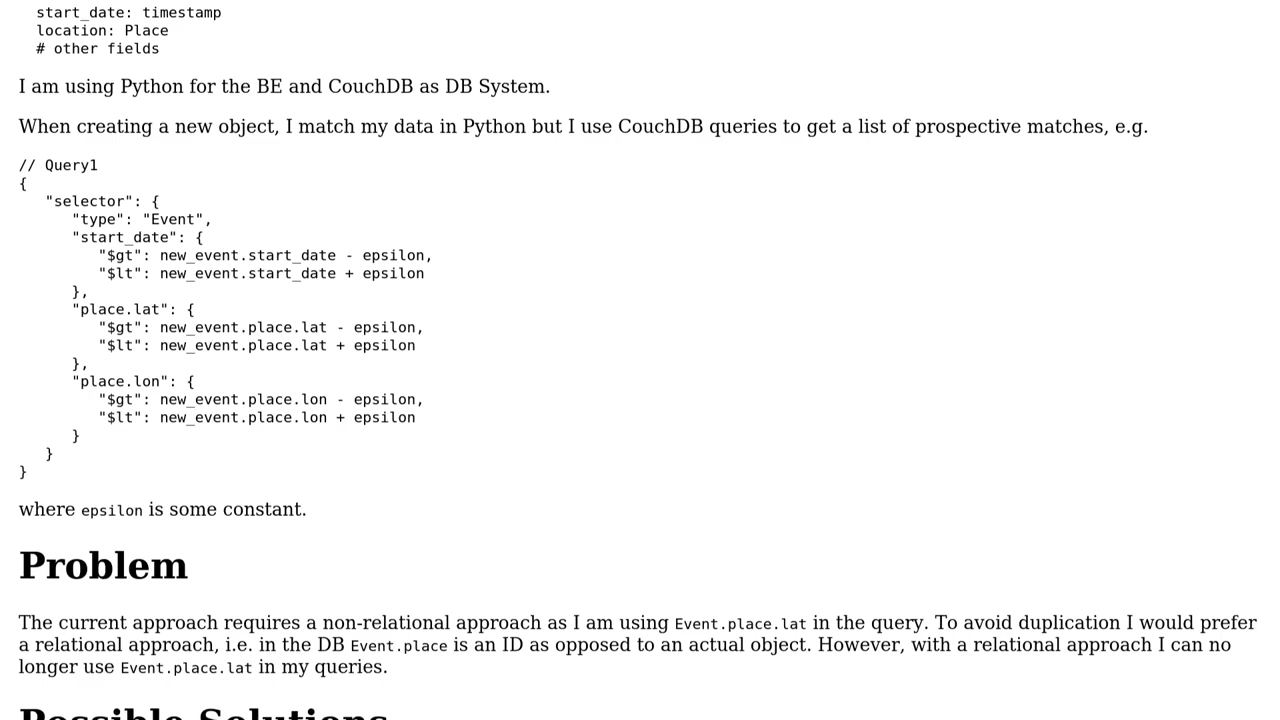 start_date: timestamp
location: Place
# other fields
I am using Python for the BE and CouchDB as DB System.
When creating a new object, I match my data in Python but I use CouchDB queries to get a list of prospective matches, e.g.
// Query1
{
"selector": {
"type": "Event",
"start_date": {
"$gt": new_event.start_date - epsilon,
"$lt": new_event.start_date + epsilon
},
"place.lat": {
"$gt": new_event.place.lat - epsilon,
"$lt": new_event.place.lat + epsilon
},
"place.lon": {
"$gt": new_event.place.lon - epsilon,
"$lt": new_event.place.lon + epsilon
}
}
}
where epsilon is some constant.
Problem
The current approach requires a non-relational approach as I am using Event.place.lat in the query. To avoid duplication I would prefer
a relational approach, i.e. in the DB Event.place is an ID as opposed to an actual object. However, with a relational approach I can no
longer use Event.place.lat in my queries.
Possible Solutions